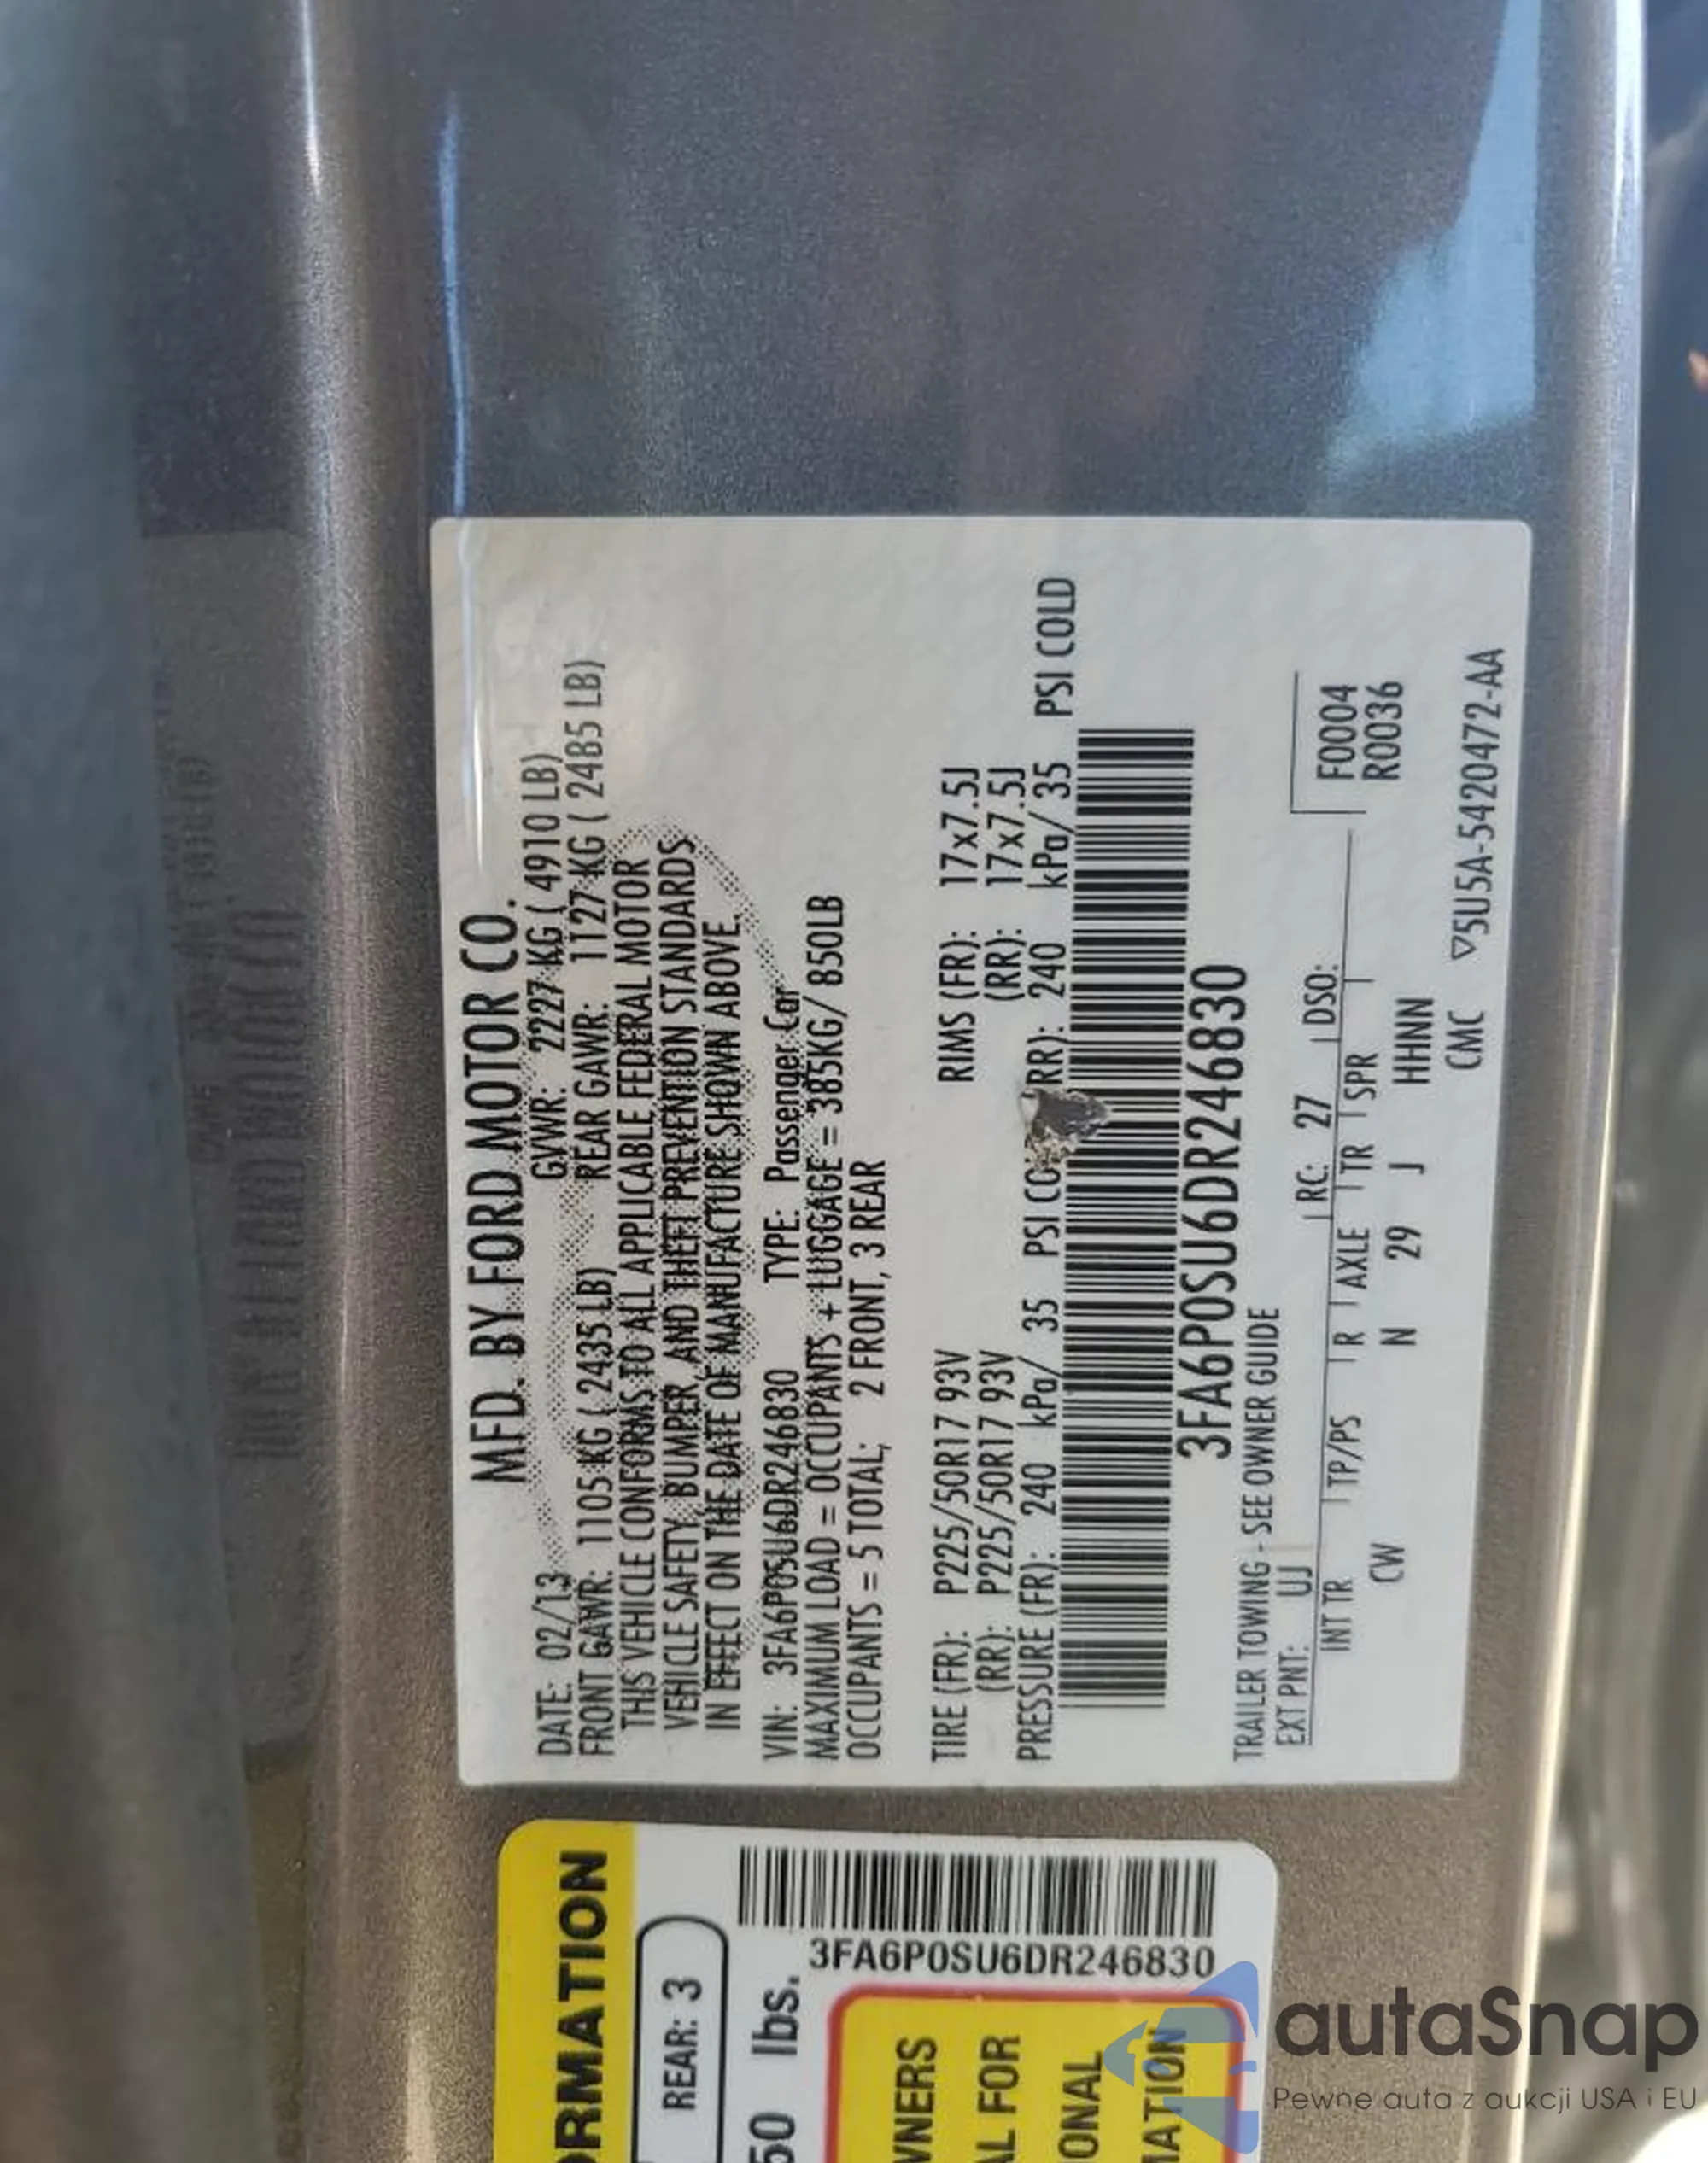 MFD. BY FORD MOTOR CO.
DATE: 02/13 GVWR: 2227 KG ( 4910 LB)
FRONT GAWR: 1105 KG ( 2435 LB) REAR GAWR: 1127 KG ( 2485 LB)
THIS VEHICLE CONFORMS TO ALL APPLICABLE FEDERAL MOTOR
VEHICLE SAFETY, BUMPER, AND THEFT PREVENTION STANDARDS
IN EFFECT ON THE DATE OF MANUFACTURE SHOWN ABOVE.
VIN: 3FA6P0SU6DR246830 TYPE: Passenger Car
MAXIMUM LOAD = OCCUPANTS + LUGGAGE = 385KG/ 850LB
OCCUPANTS = 5 TOTAL; 2 FRONT, 3 REAR
TIRE (FR): P225/50R17 93V RIMS (FR): 17x7.5J
(RR): P225/50R17 93V (RR): 17x7.5J
PRESSURE (FR): 240 kPa/ 35 PSI CO RR): 240 kPa/ 35 PSI COLD
3FA6P0SU6DR246830
TRAILER TOWING - SEE OWNER GUIDE
EXT PNT: UJ RC: 27 DSO:
INT TR TP/PS R AXLE TR SPR
CW N 29 J HHNN
F0004
R0036
CMC ▽5U5A-5420472-AA
ORMATION
REAR: 3
50 lbs.
3FA6P0SU6DR246830
WNERS
AL FOR
ONAL
MATION
autaSnap
Pewne auta z aukcji USA i EU